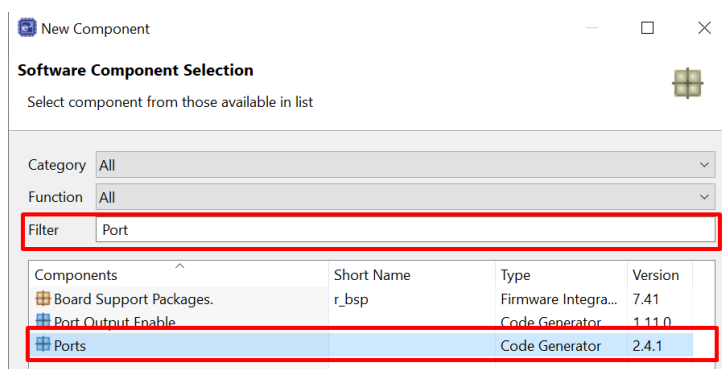 New Component
Software Component Selection
Select component from those available in list
Category All
Function All
Filter Port
Components Short Name Type Version
Board Support Packages. r_bsp Firmware Integra... 7.41
Port Output Enable Code Generator 1.11.0
Ports Code Generator 2.4.1